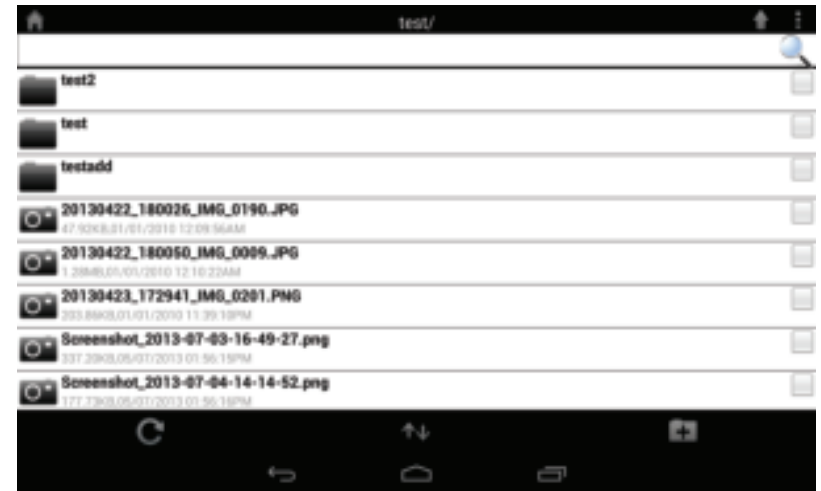 test/
test2
test
testadd
20130422_180026_IMG_0190.JPG
47.92KB,01/01/2010 12:09:56AM
20130422_180050_IMG_0009.JPG
1.28MB,01/01/2010 12:10:22AM
20130423_172941_IMG_0201.PNG
203.86KB,01/01/2010 11:39:10PM
Screenshot_2013-07-03-16-49-27.png
337.20KB,05/07/2013 01:56:15PM
Screenshot_2013-07-04-14-14-52.png
177.73KB,05/07/2013 01:56:16PM